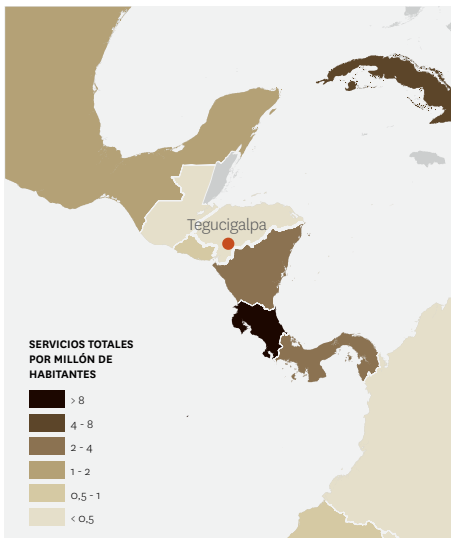 Tegucigalpa
SERVICIOS TOTALES
POR MILLÓN DE
HABITANTES
> 8
4 - 8
2 - 4
1 - 2
0,5 - 1
< 0,5